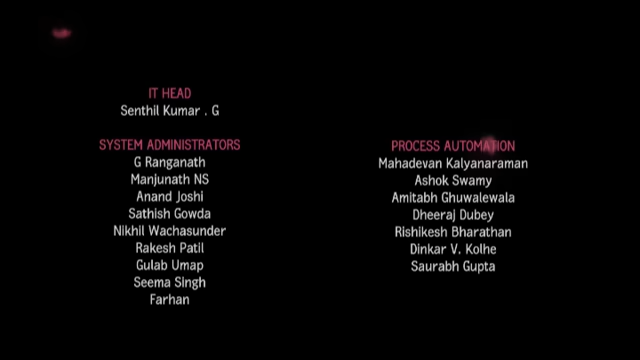 IT HEAD
Senthil Kumar . G
SYSTEM ADMINISTRATORS
G Ranganath
Manjunath NS
Anand Joshi
Sathish Gowda
Nikhil Wachasunder
Rakesh Patil
Gulab Umap
Seema Singh
Farhan
PROCESS AUTOMATION
Mahadevan Kalyanaraman
Ashok Swamy
Amitabh Ghuwalewala
Dheeraj Dubey
Rishikesh Bharathan
Dinkar V. Kolhe
Saurabh Gupta